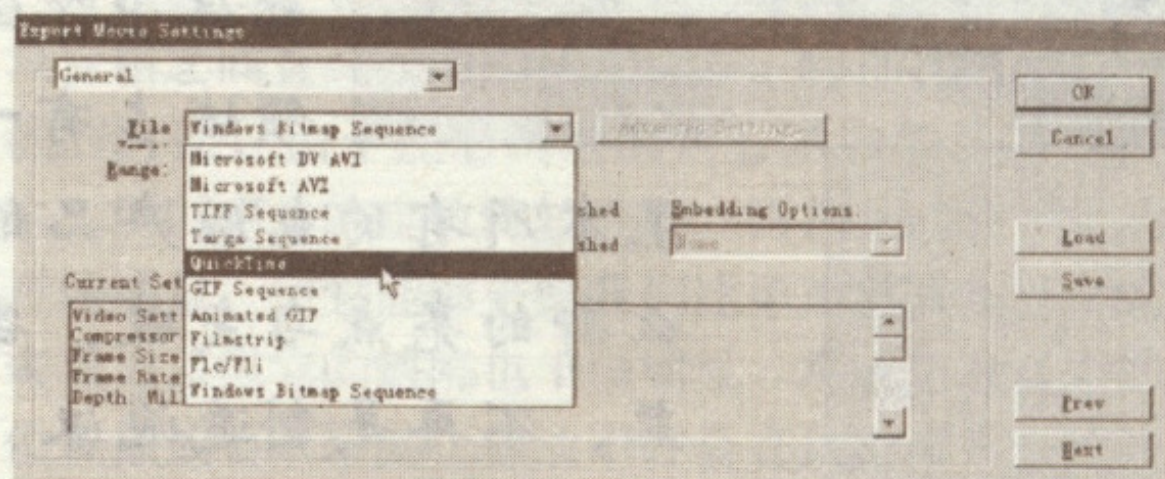 Export Movie Settings
General
File
Windows Bitmap Sequence
Advanced Settings
Range:
Microsoft DV AVI
Microsoft AVI
TIFF Sequence
Targa Sequence
QuickTime
GIF Sequence
Animated GIF
Filmstrip
Flc/Fli
Windows Bitmap Sequence
shed
shed
Embedding Options:
None
Current Set
Video Sett
Compressor
Frame Size
Frame Rate
Depth: Mil
OK
Cancel
Load
Save
Prev
Next